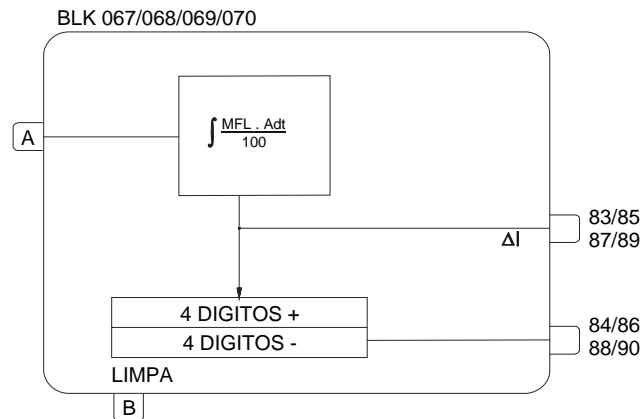 BLK 067/068/069/070
A
∫ MFL . Adt
100
83/85
ΔI 87/89
4 DIGITOS +
4 DIGITOS -
84/86
88/90
LIMPA
B